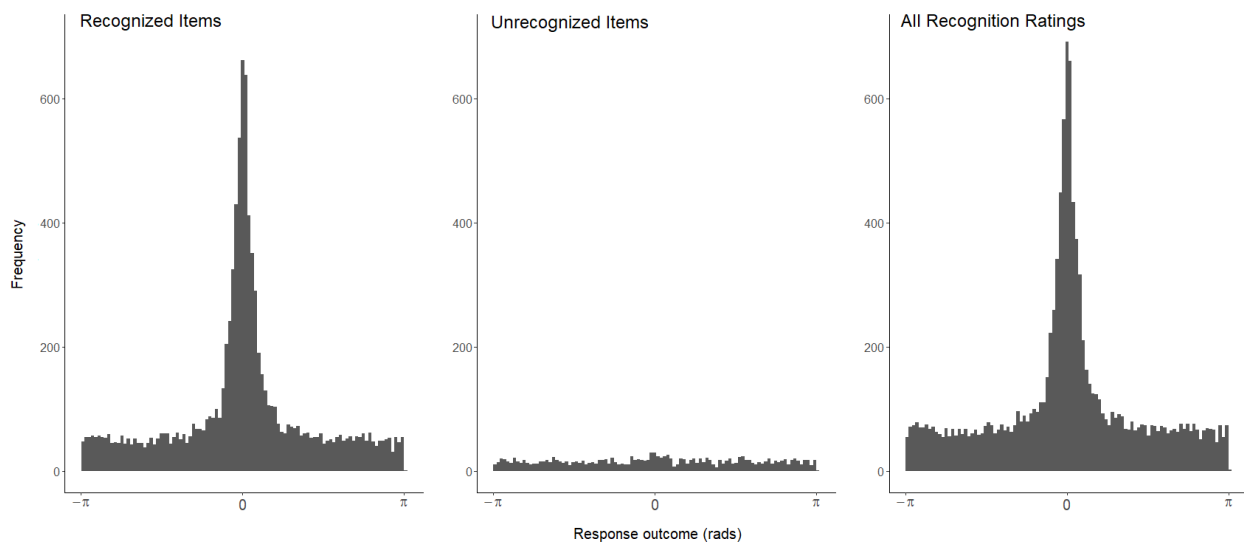 Recognized Items
Unrecognized Items
All Recognition Ratings
Frequency
600
400
200
0
−π
0
π
600
400
200
0
−π
0
π
600
400
200
0
−π
0
π
Response outcome (rads)